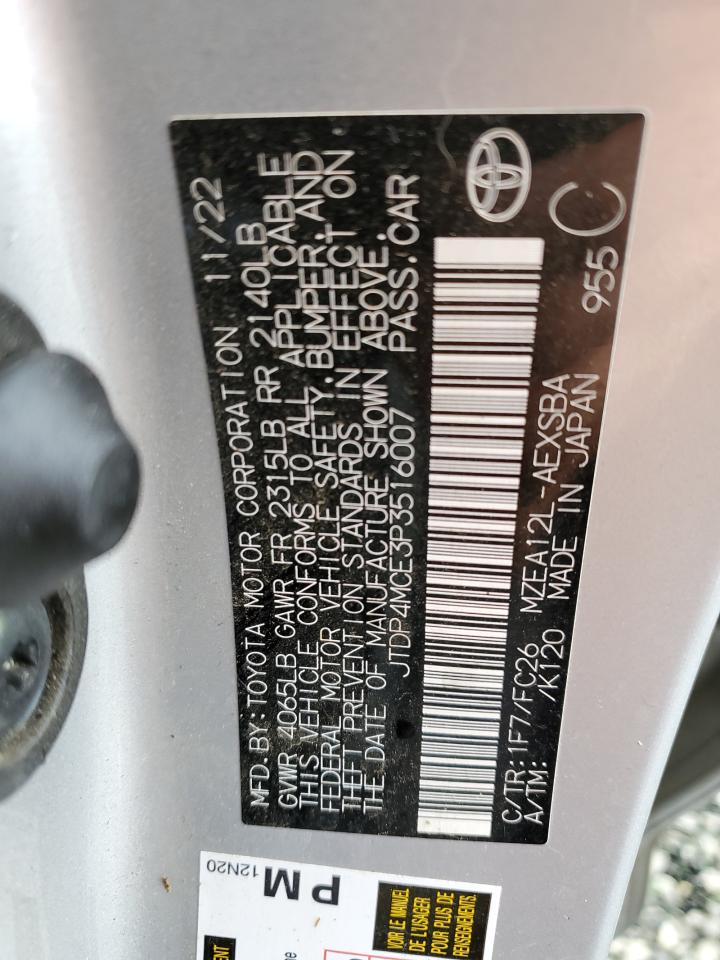 MFD. BY: TOYOTA MOTOR CORPORATION 11/22
GVWR 4065LB GAWR FR 2315LB RR 2140LB
THIS VEHICLE CONFORMS TO ALL APPLICABLE
FEDERAL MOTOR VEHICLE SAFETY, BUMPER, AND
THEFT PREVENTION STANDARDS IN EFFECT ON
THE DATE OF MANUFACTURE SHOWN ABOVE.
JTDP4MCE3P3516007 PASS. CAR
C/TR: 1F7/FC26 MZEA12L-AEXSBA 955
A/TM: /K120 MADE IN JAPAN C
PM
12N20
VOIR LE MANUEL
DE L'USAGER
POUR PLUS DE
RENSEIGNEMENTS.